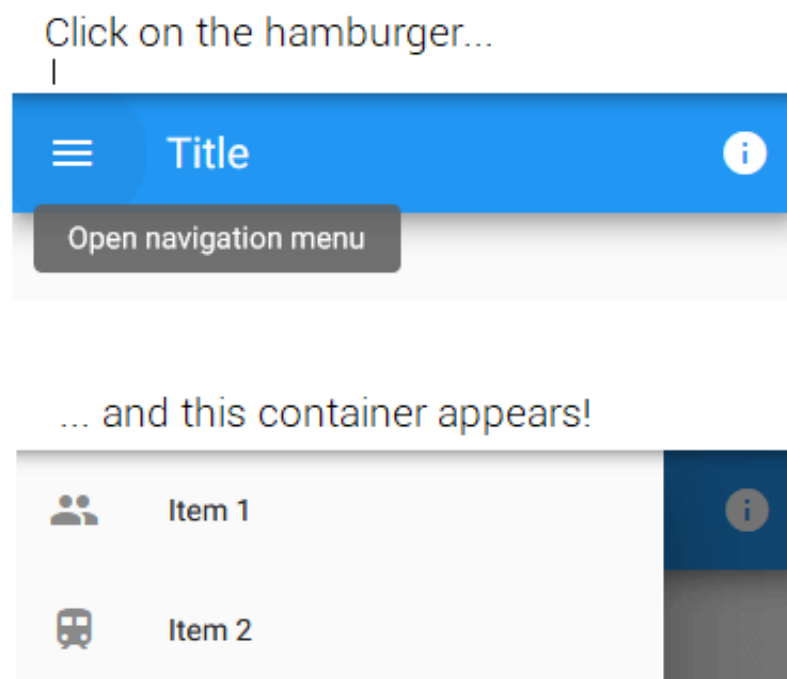 Click on the hamburger...
Title
i
Open navigation menu
... and this container appears!
Item 1
i
Item 2